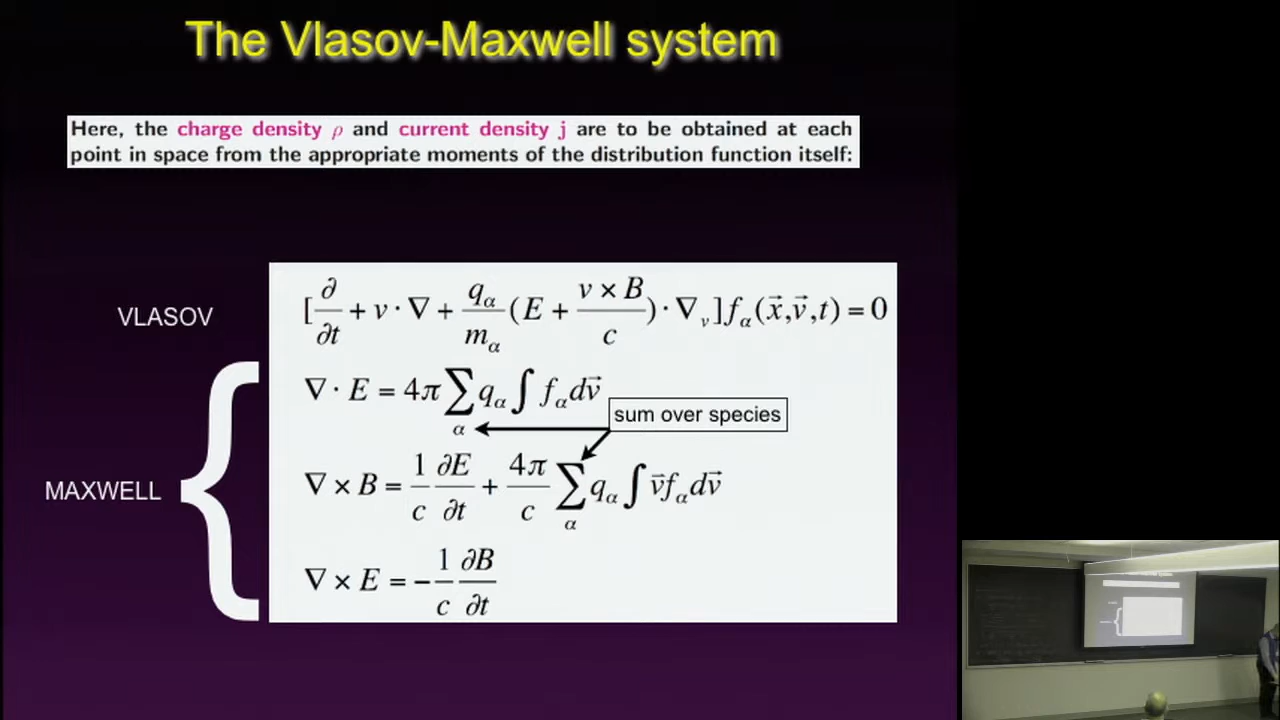 The Vlasov-Maxwell system
Here, the charge density ρ and current density j are to be obtained at each
point in space from the appropriate moments of the distribution function itself:
VLASOV
[∂/∂t + v · ∇ + q_α/m_α (E + v × B/c) · ∇_v] f_α(x⃗,v⃗,t) = 0
∇ · E = 4π ∑_α q_α ∫ f_α dv⃗
sum over species
MAXWELL
∇ × B = 1/c ∂E/∂t + 4π/c ∑_α q_α ∫ v⃗f_α dv⃗
∇ × E = − 1/c ∂B/∂t